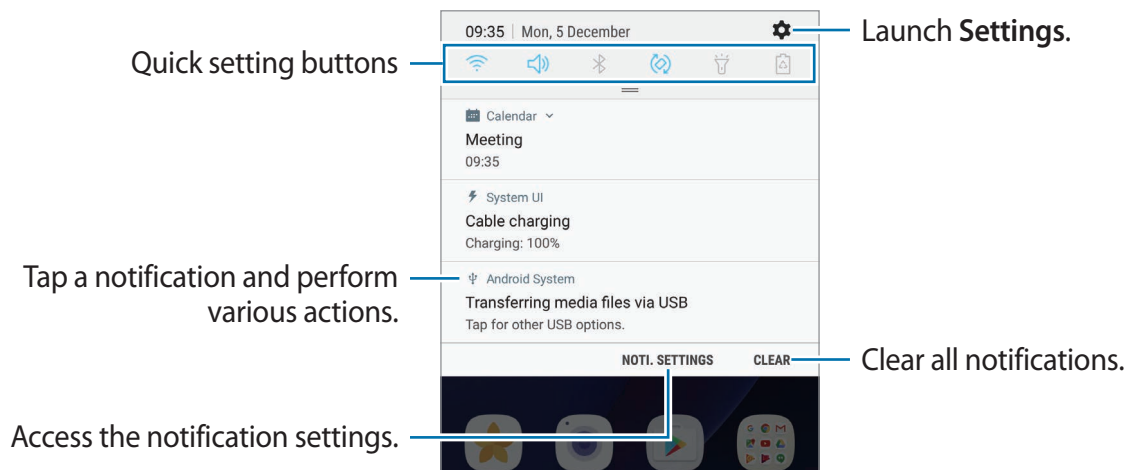 09:35 | Mon, 5 December
Launch Settings.
Quick setting buttons
Calendar
Meeting
09:35
System UI
Cable charging
Charging: 100%
Tap a notification and perform
various actions.
Android System
Transferring media files via USB
Tap for other USB options.
NOTI. SETTINGS CLEAR
Clear all notifications.
Access the notification settings.